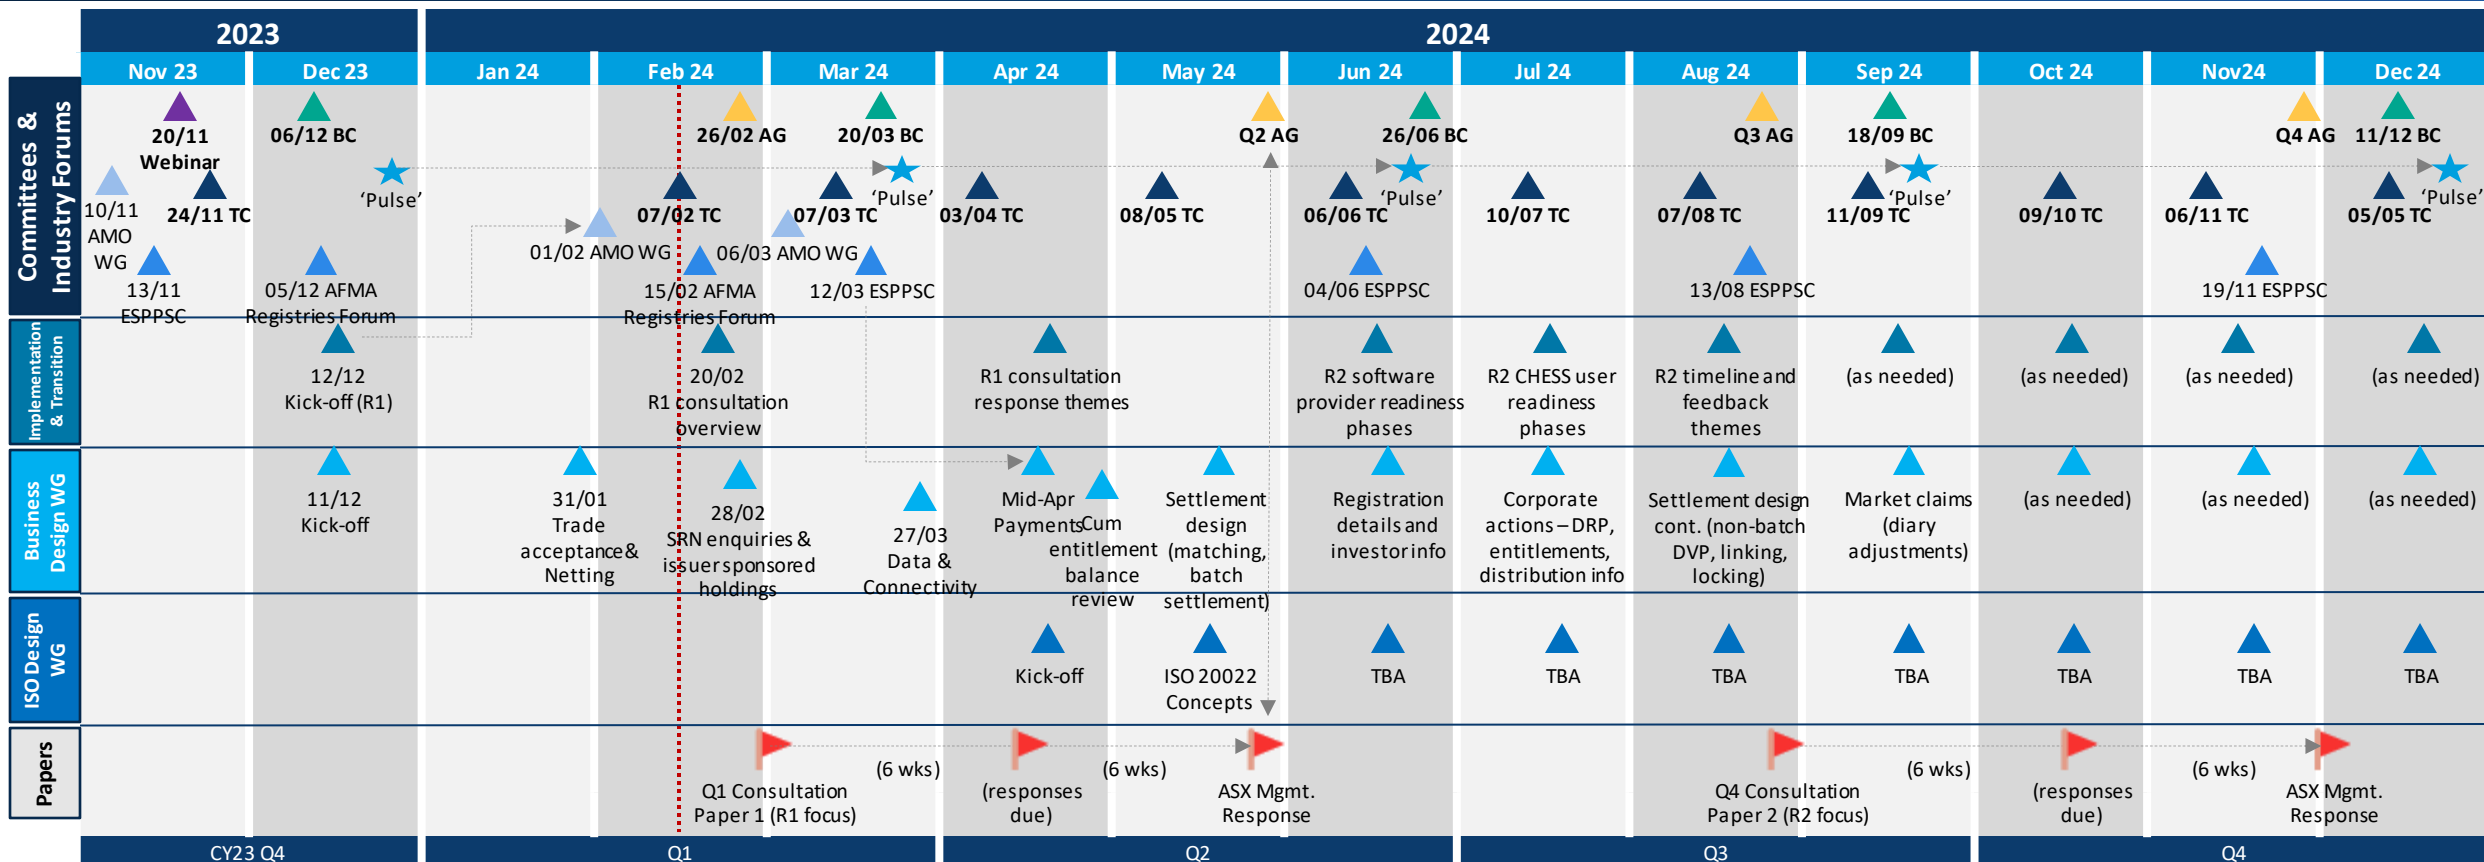 2023
2024
Nov 23
Dec 23
Jan 24
Feb 24
Mar 24
Apr 24
May 24
Jun 24
Jul 24
Aug 24
Sep 24
Oct 24
Nov24
Dec 24
Committees &
Industry Forums
20/11
Webinar
06/12 BC
26/02 AG
20/03 BC
Q2 AG
26/06 BC
Q3 AG
18/09 BC
Q4 AG
11/12 BC
'Pulse'
'Pulse'
'Pulse'
'Pulse'
'Pulse'
10/11
AMO
WG
24/11 TC
07/02 TC
07/03 TC
03/04 TC
08/05 TC
06/06 TC
10/07 TC
07/08 TC
11/09 TC
09/10 TC
06/11 TC
05/05 TC
01/02 AMO WG
06/03 AMO WG
13/11
ESPPSC
05/12 AFMA
Registries Forum
15/02 AFMA
Registries Forum
12/03 ESPPSC
04/06 ESPPSC
13/08 ESPPSC
19/11 ESPPSC
Implementation
& Transition
12/12
Kick-off (R1)
20/02
R1 consultation
overview
R1 consultation
response themes
R2 software
provider readiness
phases
R2 CHESS user
readiness
phases
R2 timeline and
feedback
themes
(as needed)
(as needed)
(as needed)
(as needed)
Business
Design WG
11/12
Kick-off
31/01
Trade
acceptance &
Netting
28/02
SRN enquiries &
issuer sponsored
holdings
27/03
Data &
Connectivity
Mid-Apr
Payments
Cum
entitlement
balance
review
Settlement
design
(matching,
batch
settlement)
Registration
details and
investor info
Corporate
actions – DRP,
entitlements,
distribution info
Settlement design
cont. (non-batch
DVP, linking,
locking)
Market claims
(diary
adjustments)
(as needed)
(as needed)
(as needed)
ISO Design
WG
Kick-off
ISO 20022
Concepts
TBA
TBA
TBA
TBA
TBA
TBA
TBA
Papers
Q1 Consultation
Paper 1 (R1 focus)
(6 wks)
(responses
due)
(6 wks)
ASX Mgmt.
Response
Q4 Consultation
Paper 2 (R2 focus)
(6 wks)
(responses
due)
(6 wks)
ASX Mgmt.
Response
CY23 Q4
Q1
Q2
Q3
Q4